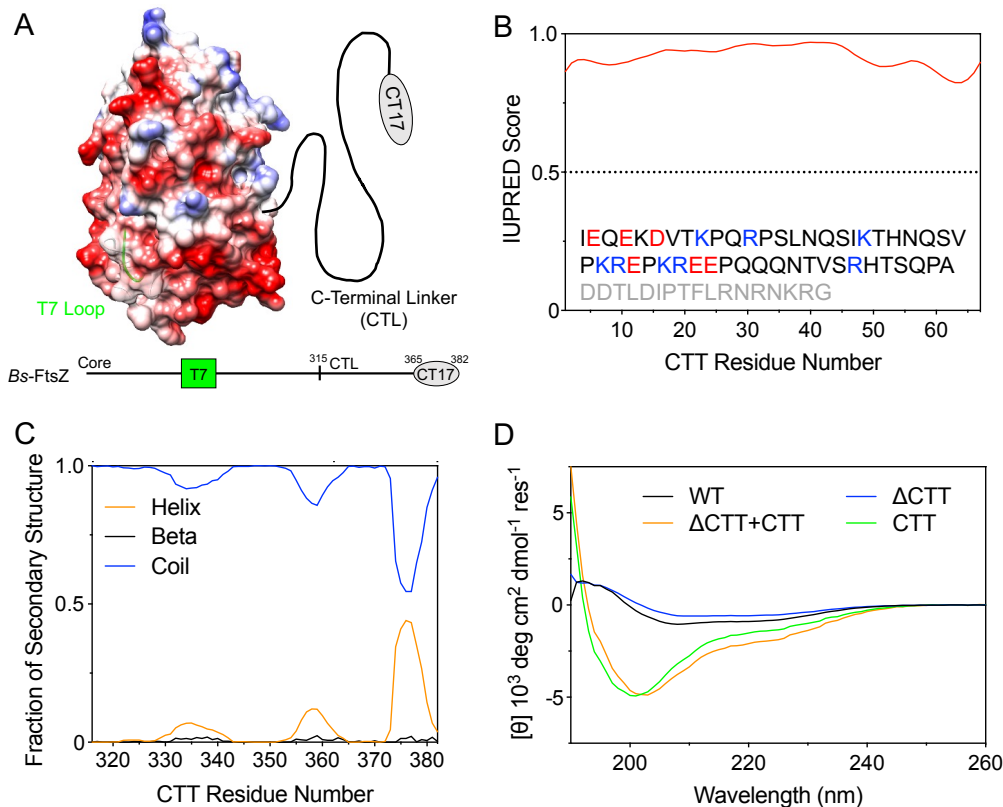 A
CT17
T7 Loop
C-Terminal Linker
(CTL)
Bs-FtsZ
Core
T7
315 CTL
365
382
CT17
B
IUPRED Score
1.0
0.5
0
IEQEKDVTKPQRPSLNQSIKTHNQSV
PKREPKREEPQQQNTVSRHTSQPA
DDTLDIPTFLRNRNKRG
10 20 30 40 50 60
CTT Residue Number
C
Fraction of Secondary Structure
1.0
0.5
0
Helix
Beta
Coil
320 330 340 350 360 370 380
CTT Residue Number
D
[θ] 10³ deg cm² dmol⁻¹ res⁻¹
5
0
-5
WT
ΔCTT
ΔCTT+CTT
CTT
200 220 240 260
Wavelength (nm)